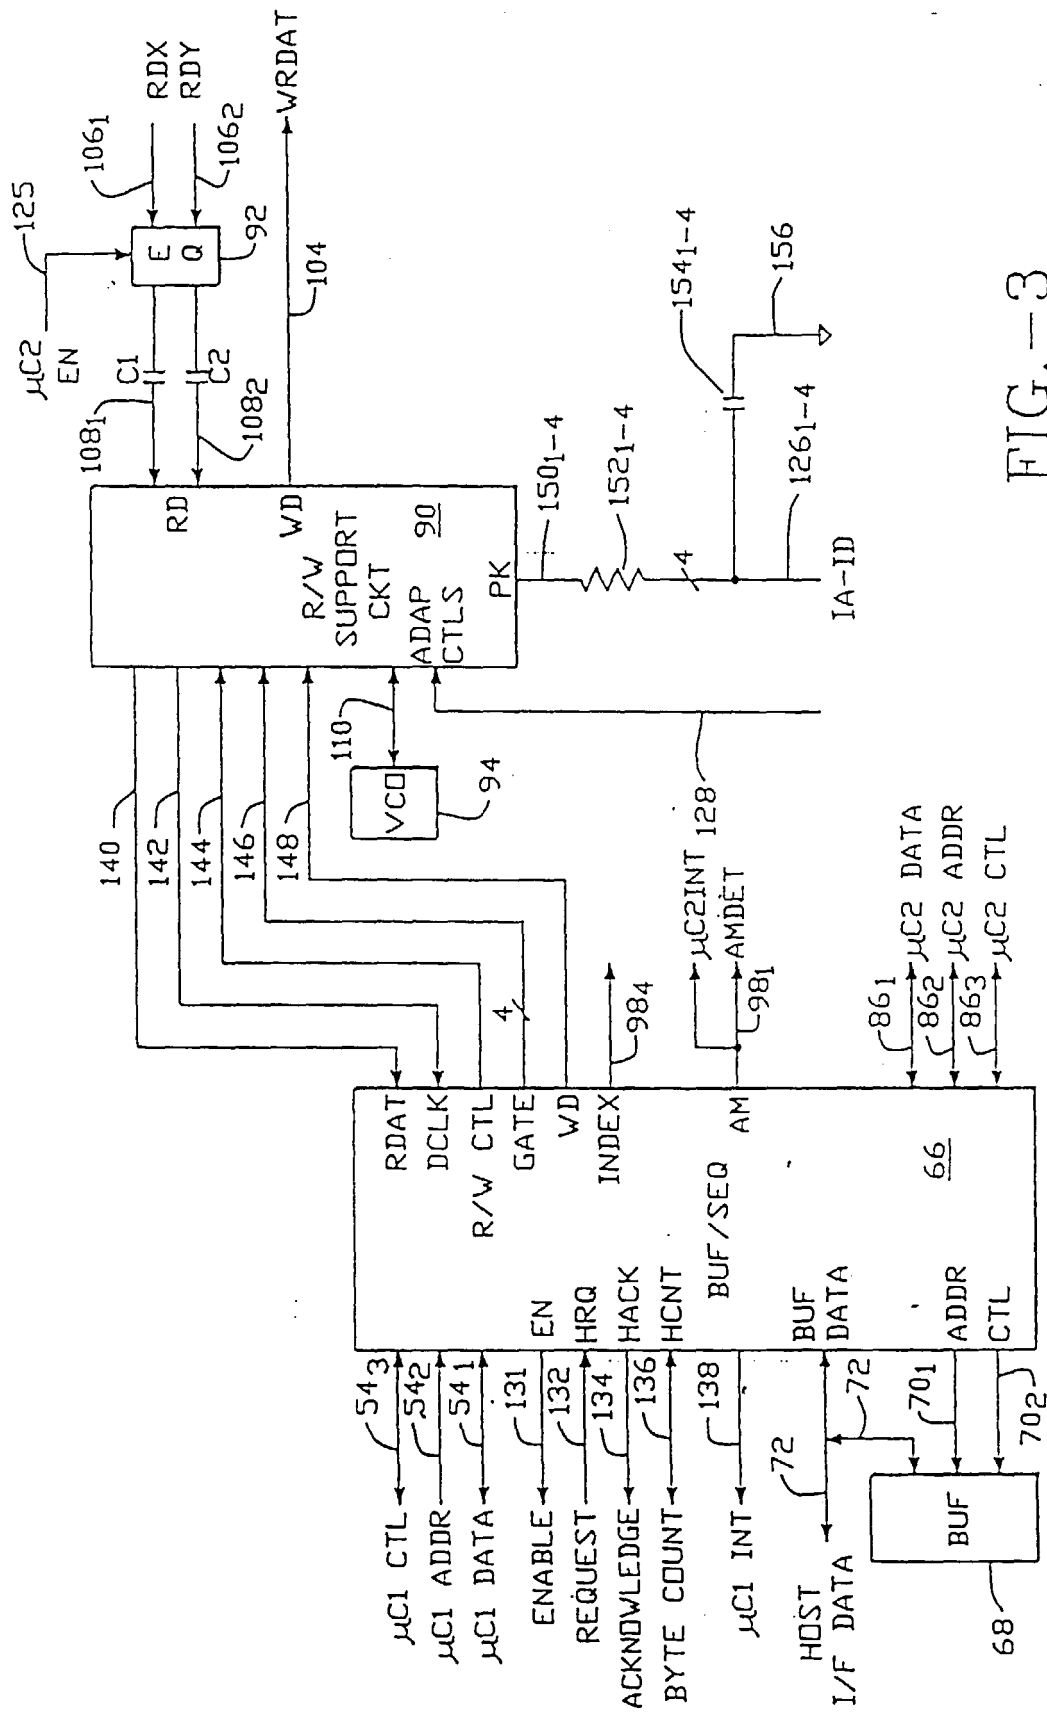 μC1 CTL
54₃
μC1 ADDR
54₂
μC1 DATA
54₁
ENABLE
131
EN
REQUEST
132
HRQ
ACKNOWLEDGE
134
HACK
BYTE COUNT
136
HCNT
μC1 INT
138
BUF/SEQ
HOST
I/F DATA
72
72
BUF
DATA
BUF
68
70₁
ADDR
70₂
CTL
66
RDAT
DCLK
R/W CTL
GATE
WD
INDEX
AM
140
142
144
146
148
4
98₄
μC2INT
AMDET
98₁
86₁
μC2 DATA
86₂
μC2 ADDR
86₃
μC2 CTL
VCO
94
110
128
RD
WD
R/W
SUPPORT
CKT
90
ADAP
CTLS
PK
μC2
EN
125
108₁
C1
108₂
C2
E
Q
92
106₁
RDX
RDY
106₂
104
WRDAT
150₁₋₄
152₁₋₄
4
154₁₋₄
156
126₁₋₄
IA-ID
FIG.-3